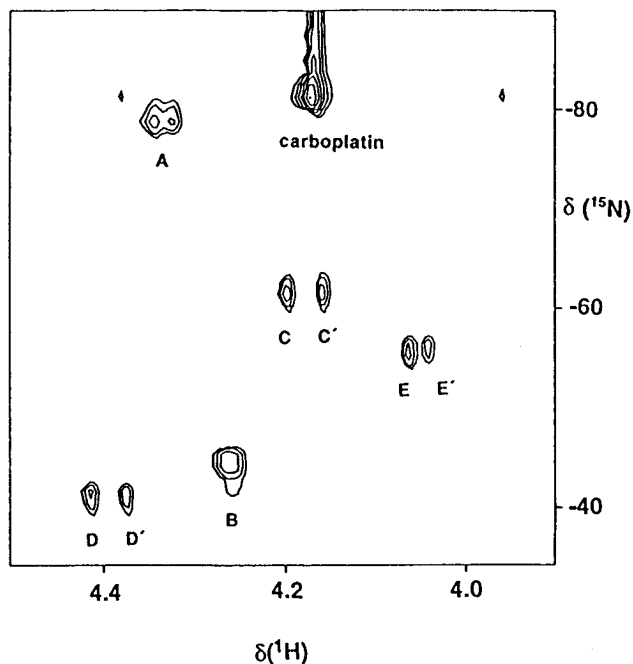 -80
carboplatin
A
δ (¹⁵N)
-60
C C´
E E´
-40
D D´ B
4.4 4.2 4.0
δ(¹H)